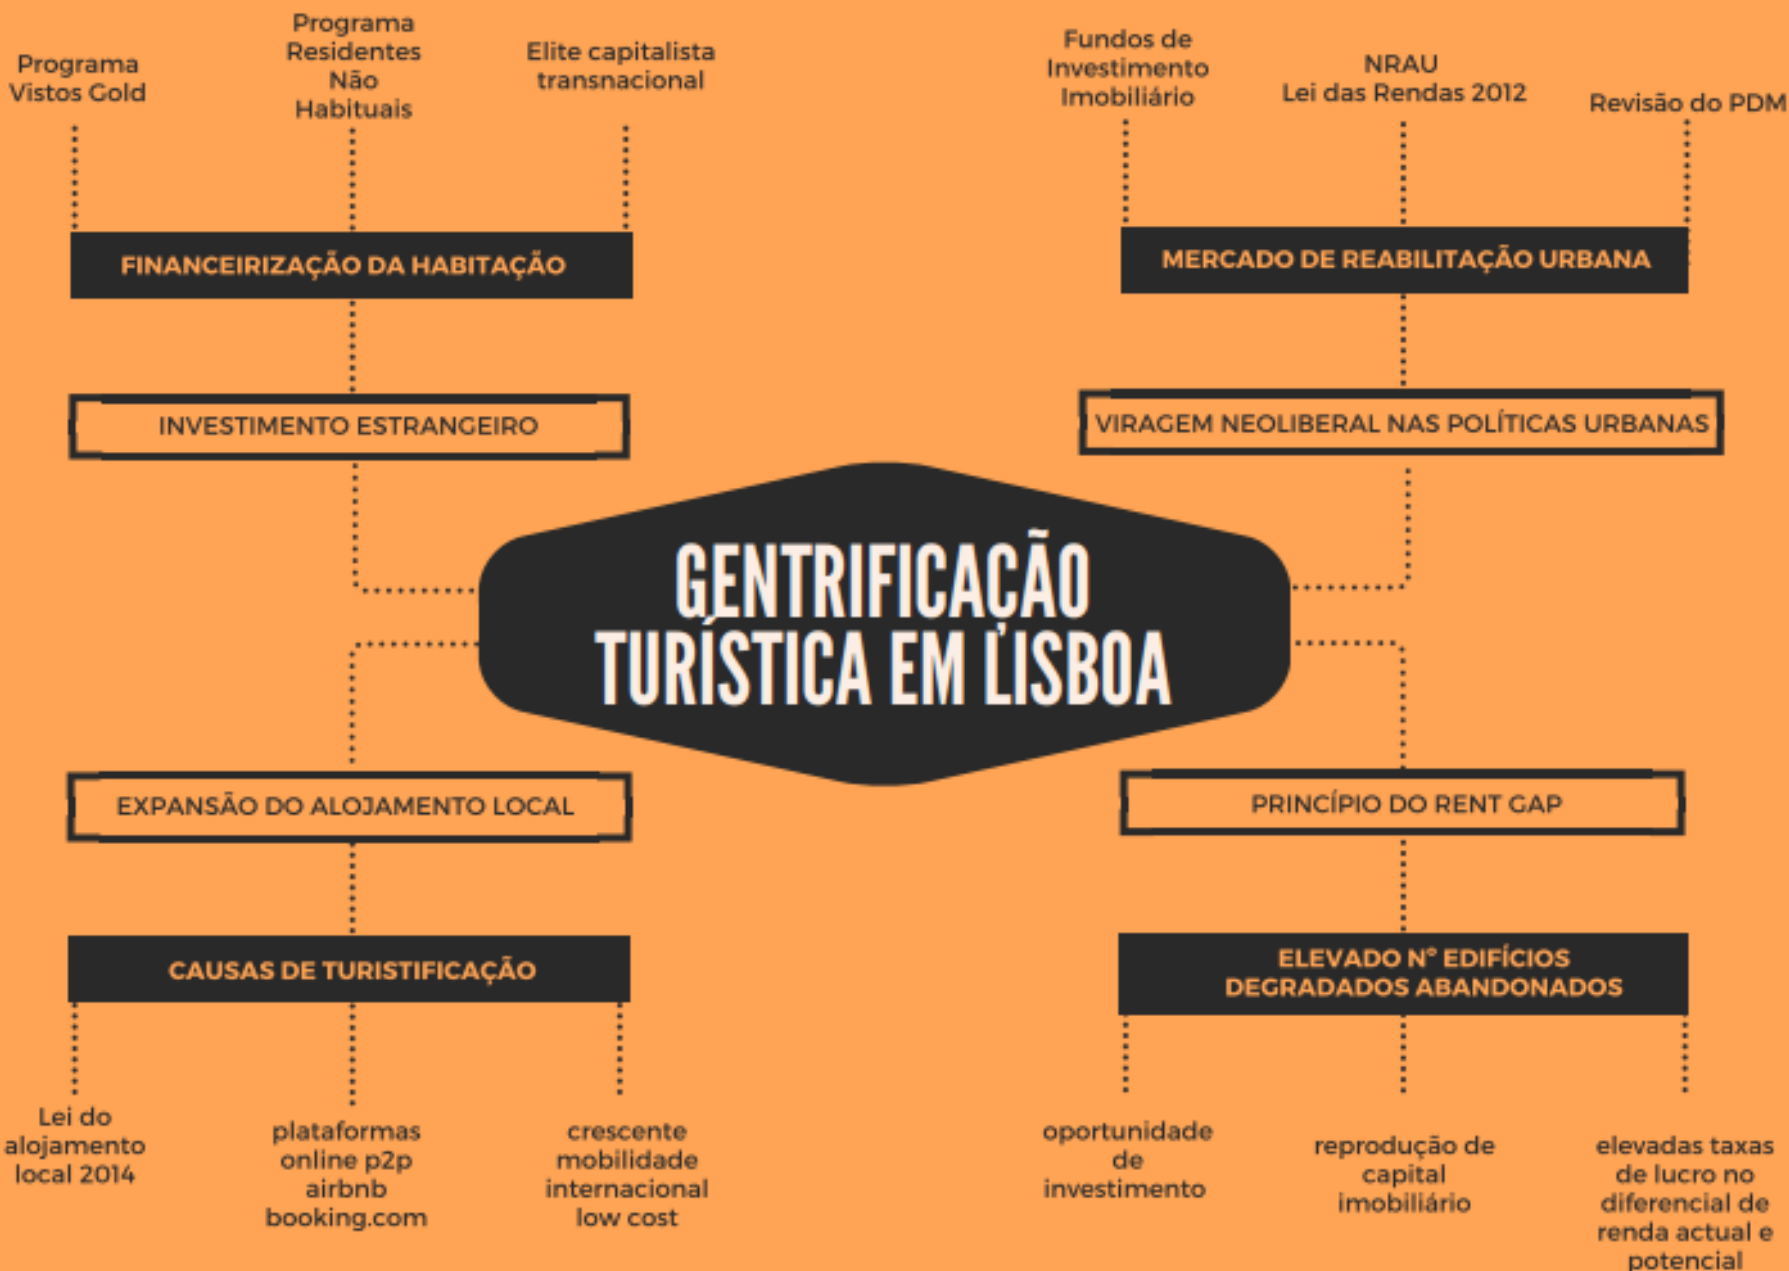 Programa
Vistos Gold
Programa
Residentes
Não
Habituais
Elite capitalista
transnacional
Fundos de
Investimento
Imobiliário
NRAU
Lei das Rendas 2012
Revisão do PDM
FINANCEIRIZAÇÃO DA HABITAÇÃO
MERCADO DE REABILITAÇÃO URBANA
INVESTIMENTO ESTRANGEIRO
VIRAGEM NEOLIBERAL NAS POLÍTICAS URBANAS
GENTRIFICAÇÃO
TURÍSTICA EM LISBOA
EXPANSÃO DO ALOJAMENTO LOCAL
PRINCÍPIO DO RENT GAP
CAUSAS DE TURISTIFICAÇÃO
ELEVADO Nº EDIFÍCIOS
DEGRADADOS ABANDONADOS
Lei do
alojamento
local 2014
plataformas
online p2p
airbnb
booking.com
crescente
mobilidade
internacional
low cost
oportunidade
de
investimento
reprodução de
capital
imobiliário
elevadas taxas
de lucro no
diferencial de
renda actual e
potencial